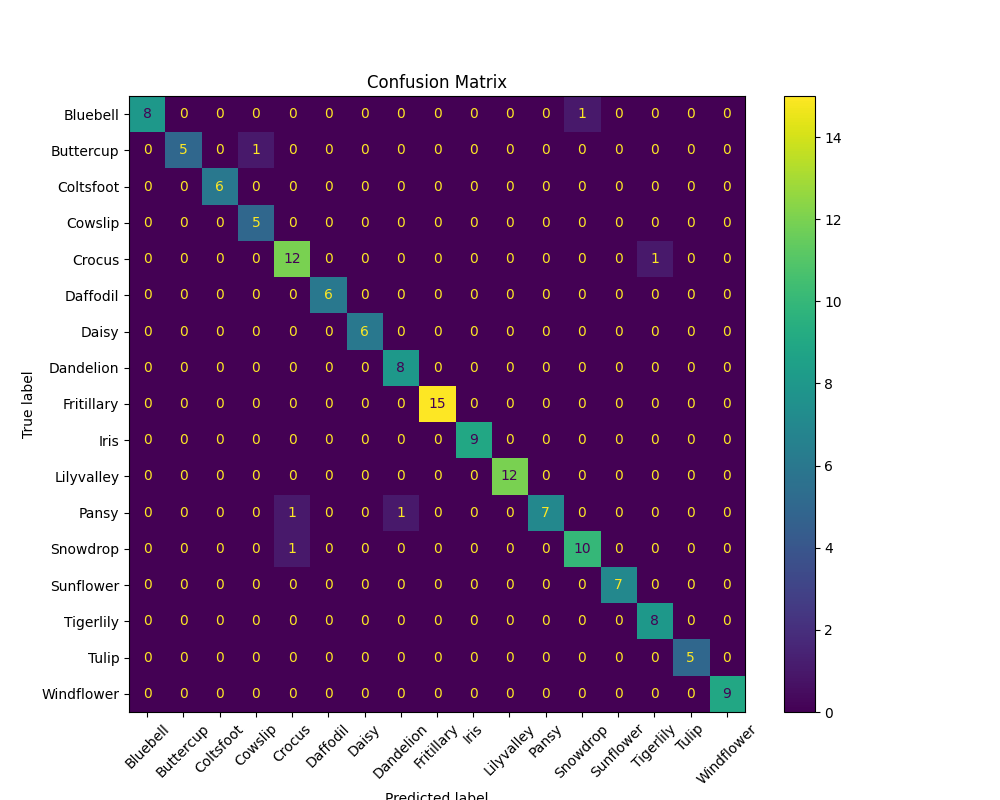 Confusion Matrix
Bluebell 8 0 0 0 0 0 0 0 0 0 0 0 1 0 0 0 0
Buttercup 0 5 0 1 0 0 0 0 0 0 0 0 0 0 0 0 0
Coltsfoot 0 0 6 0 0 0 0 0 0 0 0 0 0 0 0 0 0
Cowslip 0 0 0 5 0 0 0 0 0 0 0 0 0 0 0 0 0
Crocus 0 0 0 0 12 0 0 0 0 0 0 0 0 0 1 0 0
Daffodil 0 0 0 0 0 6 0 0 0 0 0 0 0 0 0 0 0
Daisy 0 0 0 0 0 0 6 0 0 0 0 0 0 0 0 0 0
Dandelion 0 0 0 0 0 0 0 8 0 0 0 0 0 0 0 0 0
Fritillary 0 0 0 0 0 0 0 0 15 0 0 0 0 0 0 0 0
Iris 0 0 0 0 0 0 0 0 0 9 0 0 0 0 0 0 0
Lilyvalley 0 0 0 0 0 0 0 0 0 0 12 0 0 0 0 0 0
Pansy 0 0 0 0 1 0 0 1 0 0 0 7 0 0 0 0 0
Snowdrop 0 0 0 0 1 0 0 0 0 0 0 0 10 0 0 0 0
Sunflower 0 0 0 0 0 0 0 0 0 0 0 0 0 7 0 0 0
Tigerlily 0 0 0 0 0 0 0 0 0 0 0 0 0 0 8 0 0
Tulip 0 0 0 0 0 0 0 0 0 0 0 0 0 0 0 5 0
Windflower 0 0 0 0 0 0 0 0 0 0 0 0 0 0 0 0 9
True label
Bluebell Buttercup Coltsfoot Cowslip Crocus Daffodil Daisy Dandelion Fritillary Iris Lilyvalley Pansy Snowdrop Sunflower Tigerlily Tulip Windflower
Predicted label
14
12
10
8
6
4
2
0